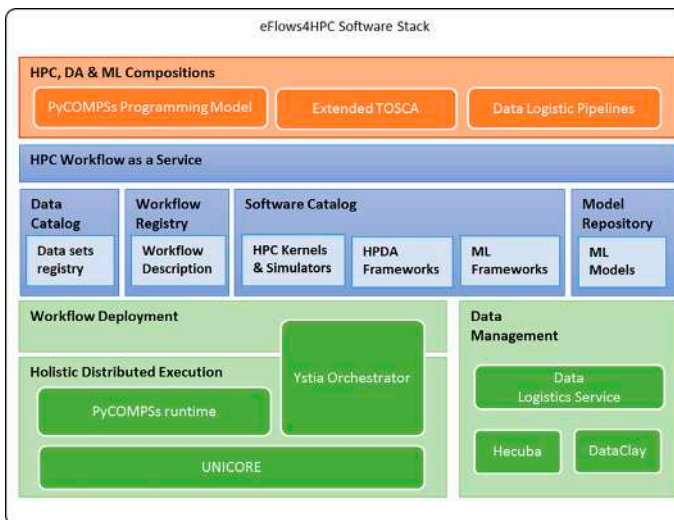 eFlows4HPC Software Stack
HPC, DA & ML Compositions
PyCOMPSs Programming Model
Extended TOSCA
Data Logistic Pipelines
HPC Workflow as a Service
Data
Catalog
Data sets
registry
Workflow
Registry
Workflow
Description
Software Catalog
HPC Kernels
& Simulators
HPDA
Frameworks
ML
Frameworks
Model
Repository
ML
Models
Workflow Deployment
Ystia Orchestrator
Holistic Distributed Execution
PyCOMPSs runtime
UNICORE
Data
Management
Data
Logistics Service
Hecuba
DataClay